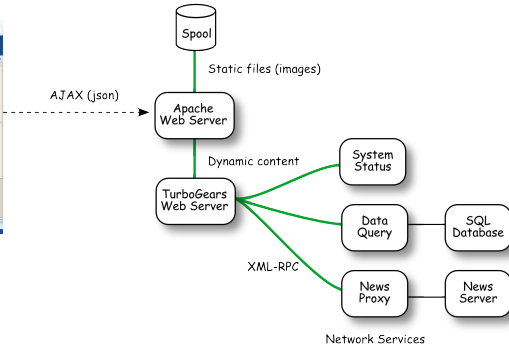 Spool
Static files (images)
AJAX (json)
Apache
Web Server
Dynamic content
System
Status
TurboGears
Web Server
Data
Query
SQL
Database
XML-RPC
News
Proxy
News
Server
Network Services